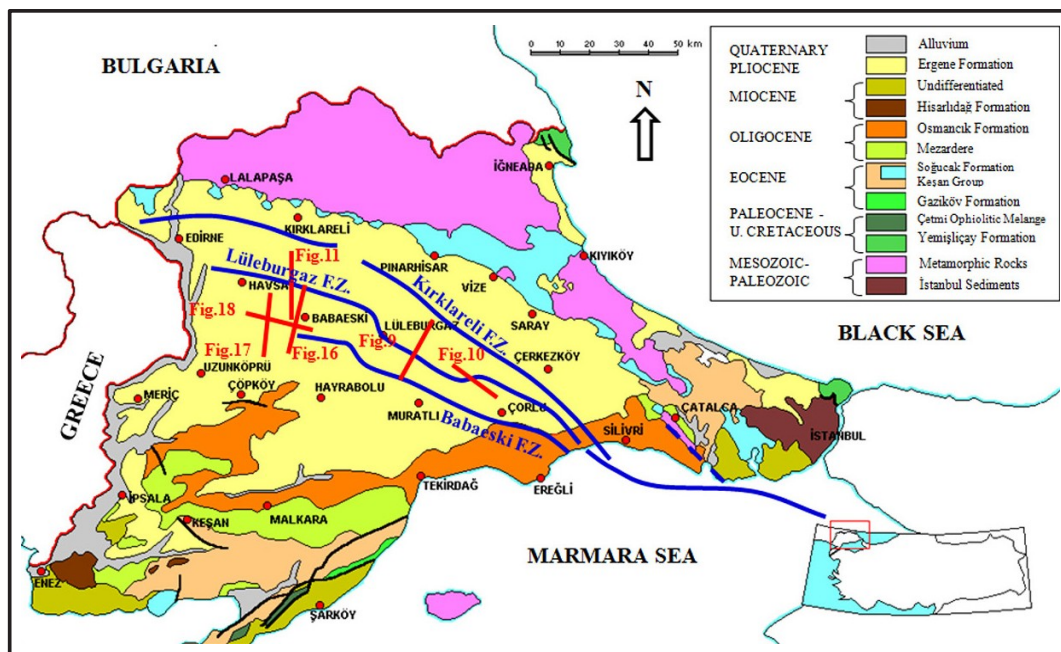 BULGARIA
0 10 20 30 40 50
km
N
QUATERNARY
PLIOCENE
MIOCENE
OLIGOCENE
EOCENE
PALEOCENE -
U. CRETACEOUS
MESOZOIC-
PALEOZOIC
Alluvium
Ergene Formation
Undifferentiated
Hisarlıdağ Formation
Osmancık Formation
Mezardere
Soğucak Formation
Keşan Group
Gaziköv Formation
Çetmi Ophiolitic Melange
Yemişliçay Formation
Metamorphic Rocks
İstanbul Sediments
İĞNEADA
LALAPAŞA
KIRKLARELİ
EDİRNE
Fig.11
PINARHİSAR
KIYIKÖY
Lüleburgaz F.Z.
HAVSA
VİZE
Kırklareli F.Z.
Fig.18
BABAESKİ
LÜLEBURGAZ
SARAY
BLACK SEA
Fig.17
Fig.16
Fig.9
Fig.10
ÇERKEZKÖY
UZUNKÖPRÜ
ÇÖPKÖY
HAYRABOLU
MERİÇ
GREECE
MURATLI
ÇORLU
Babaeski F.Z.
ÇATALCA
SİLİVRİ
İSTANBUL
TEKİRDAĞ
EREĞLİ
İPSALA
KEŞAN
MALKARA
MARMARA SEA
ENEZ
ŞARKÖY